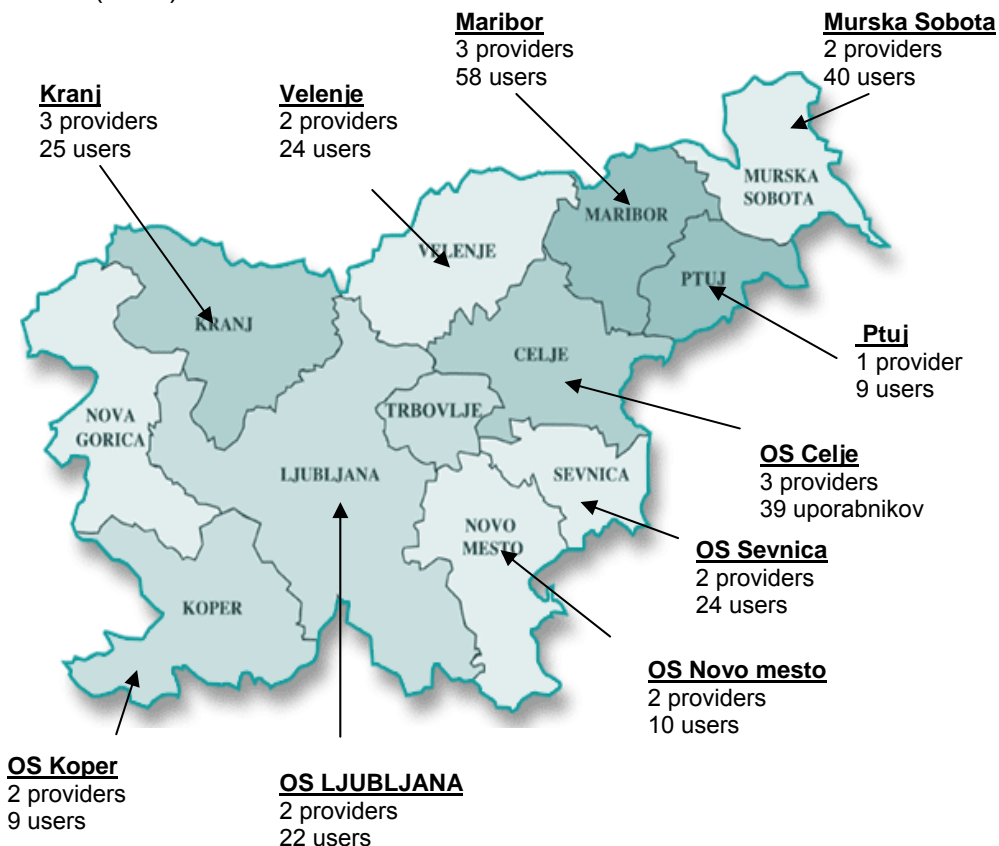 Maribor
3 providers
58 users
Murska Sobota
2 providers
40 users
Kranj
3 providers
25 users
Velenje
2 providers
24 users
MURSKA
SOBOTA
MARIBOR
VELENJE
PTUJ
KRANJ
CELJE
Ptuj
1 provider
9 users
TRBOVLJE
NOVA
GORICA
LJUBLJANA
SEVNICA
OS Celje
3 providers
39 uporabnikov
NOVO
MESTO
OS Sevnica
2 providers
24 users
KOPER
OS Novo mesto
2 providers
10 users
OS Koper
2 providers
9 users
OS LJUBLJANA
2 providers
22 users